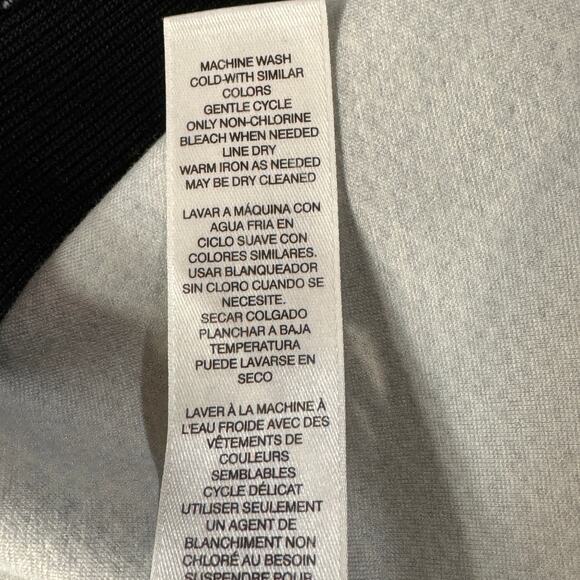 MACHINE WASH
COLD-WITH SIMILAR
COLORS
GENTLE CYCLE
ONLY NON-CHLORINE
BLEACH WHEN NEEDED
LINE DRY
WARM IRON AS NEEDED
MAY BE DRY CLEANED
LAVAR A MÁQUINA CON
AGUA FRIA EN
CICLO SUAVE CON
COLORES SIMILARES.
USAR BLANQUEADOR
SIN CLORO CUANDO SE
NECESITE.
SECAR COLGADO
PLANCHAR A BAJA
TEMPERATURA
PUEDE LAVARSE EN
SECO
LAVER À LA MACHINE À
L'EAU FROIDE AVEC DES
VÊTEMENTS DE
COULEURS
SEMBLABLES
CYCLE DÉLICAT
UTILISER SEULEMENT
UN AGENT DE
BLANCHIMENT NON
CHLORÉ AU BESOIN
SUSPENDRE POUR